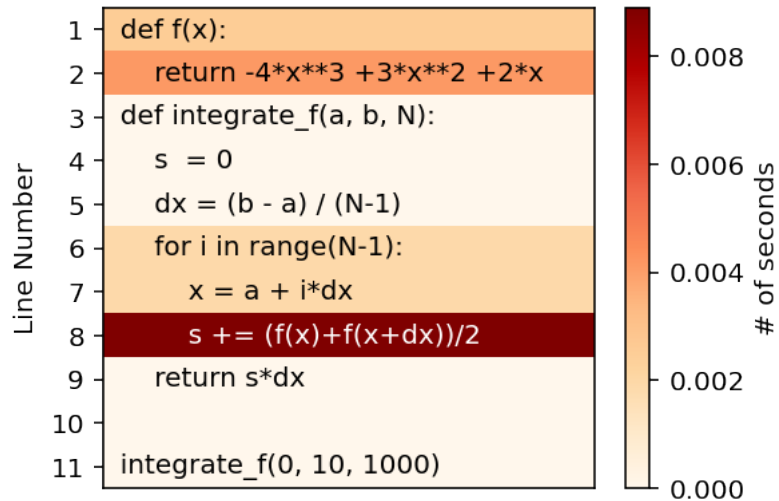 Line Number
1 def f(x):
2 return -4*x**3 +3*x**2 +2*x
3 def integrate_f(a, b, N):
4 s = 0
5 dx = (b - a) / (N-1)
6 for i in range(N-1):
7 x = a + i*dx
8 s += (f(x)+f(x+dx))/2
9 return s*dx
10
11 integrate_f(0, 10, 1000)
0.008
0.006
0.004
0.002
0.000
# of seconds